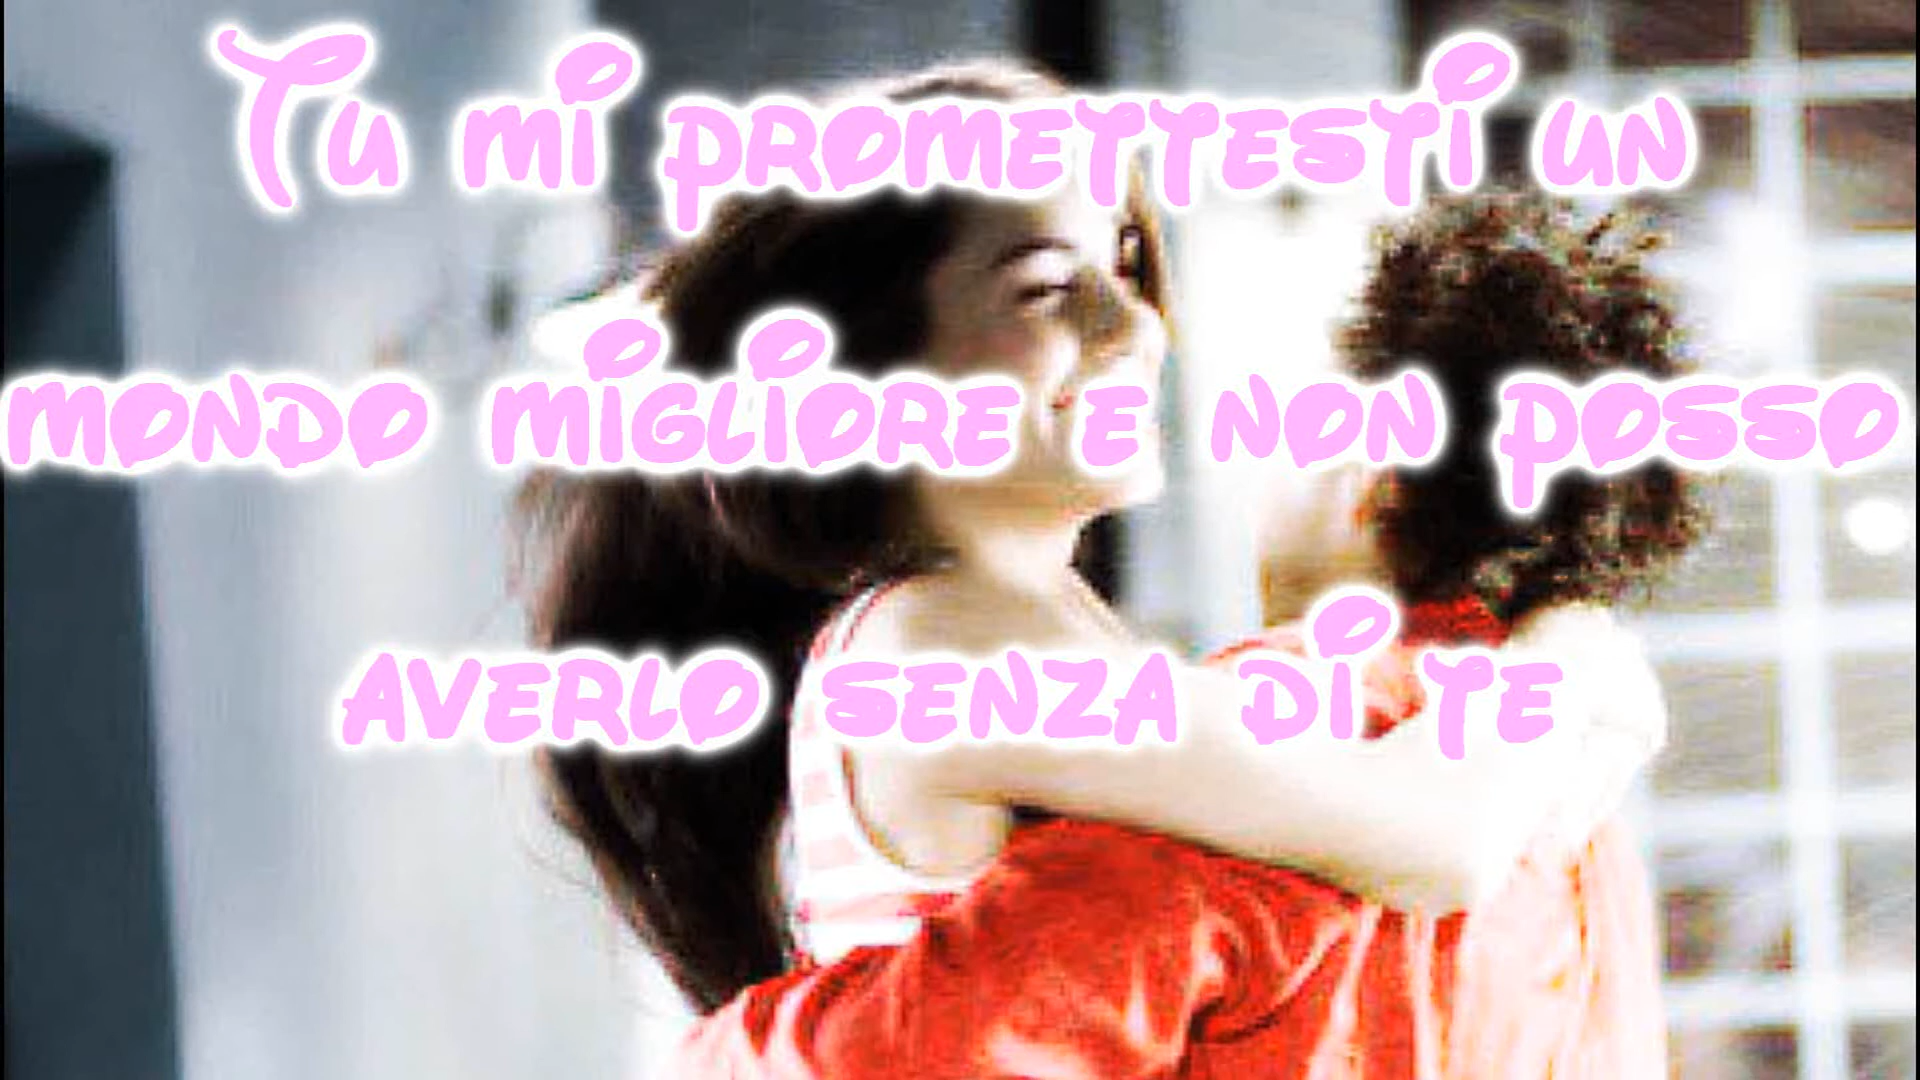 Tu mi promettesti un
mondo migliore e non posso
averlo senza di te